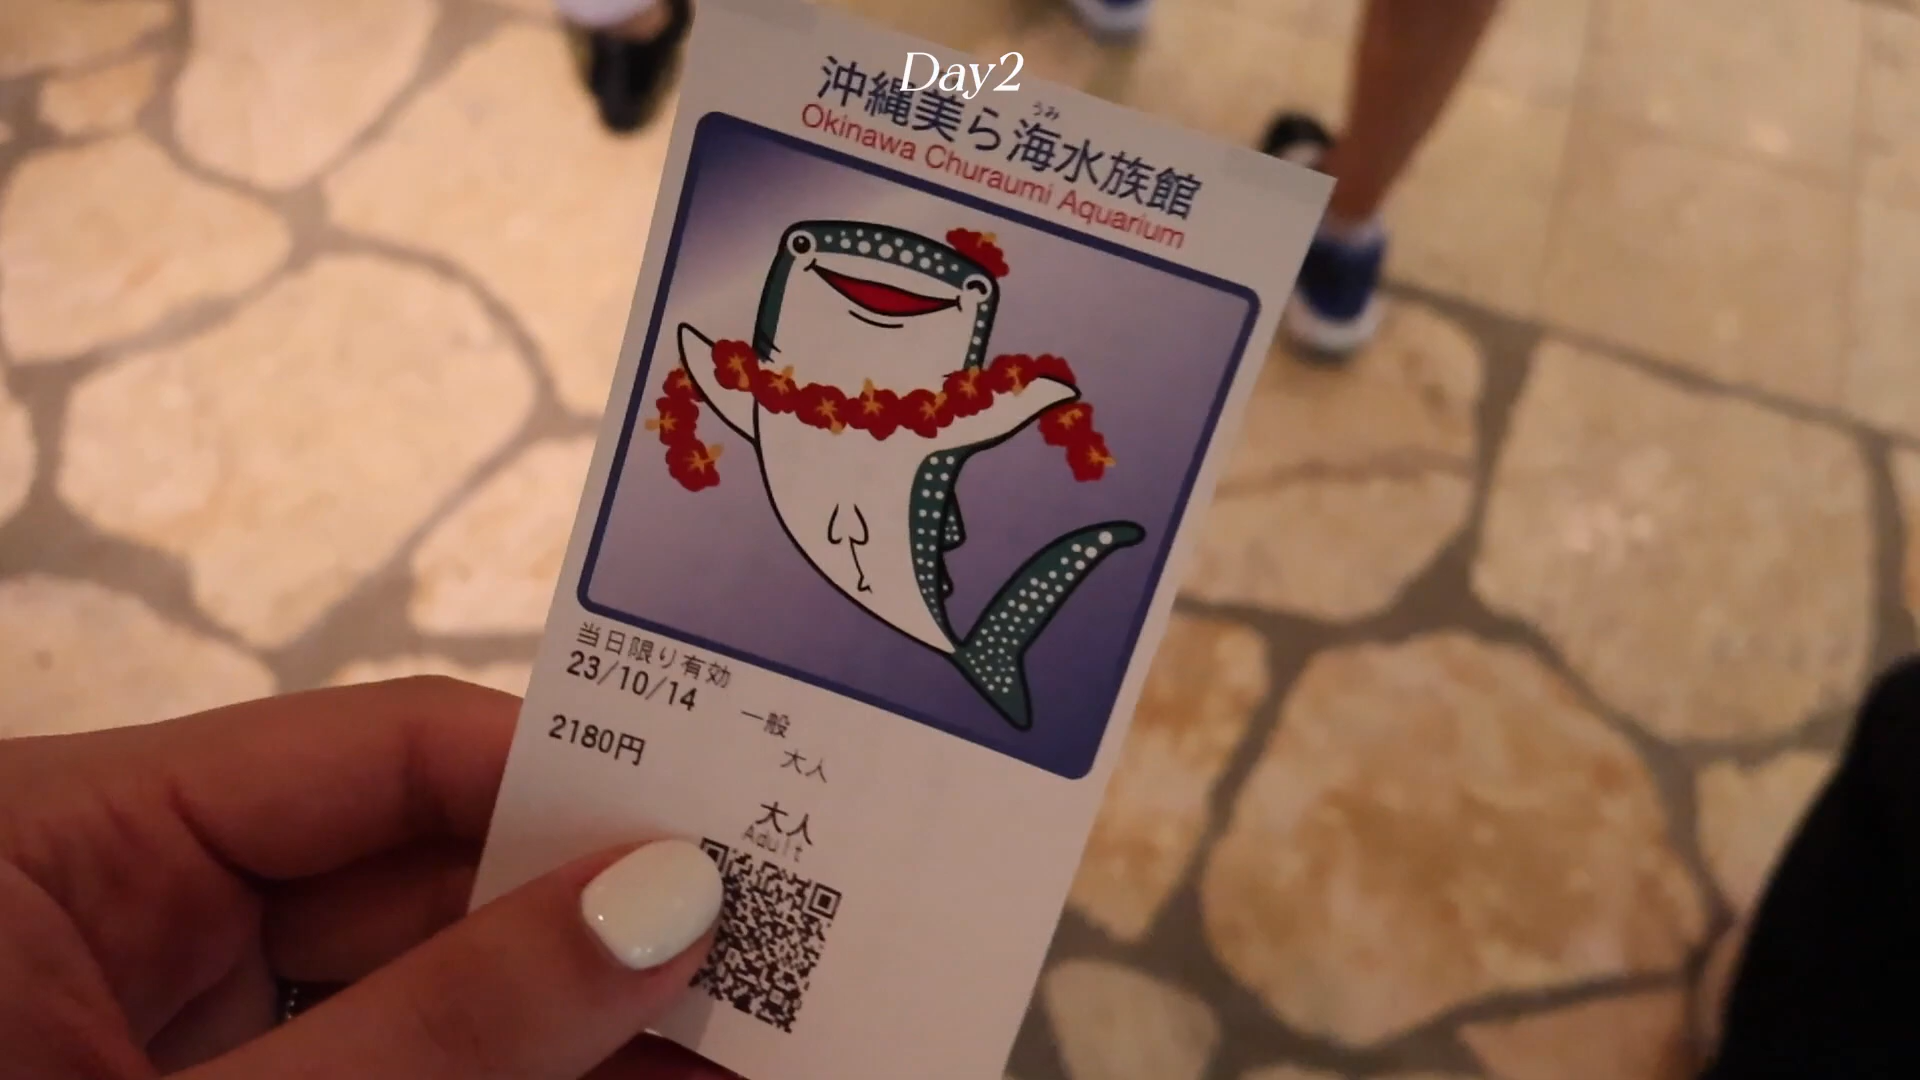 Day2
沖縄美ら海水族館
うみ
Okinawa Churaumi Aquarium
当日限り有効
23/10/14
一般
2180円
大人
大人
Adult